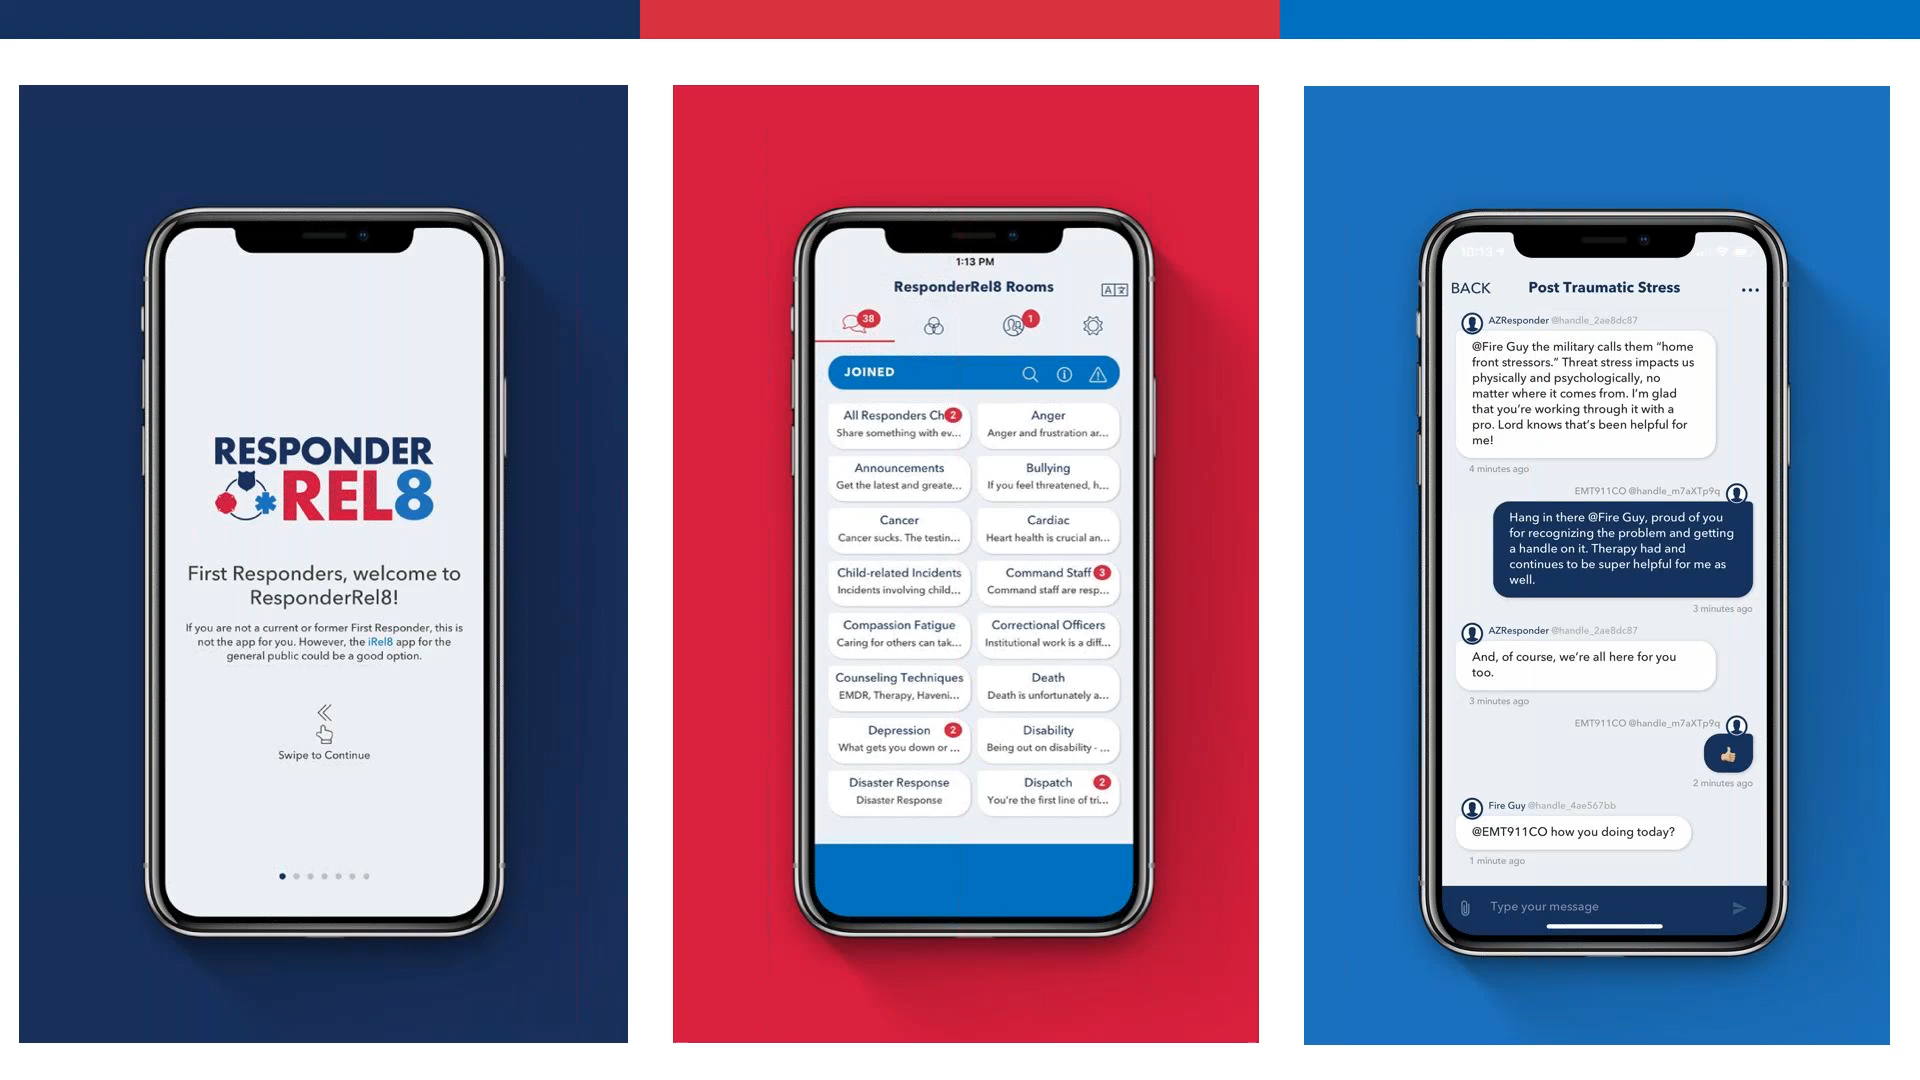 RESPONDER
REL8
First Responders, welcome to
ResponderRel8!
If you are not a current or former First Responder, this is
not the app for you. However, the iRel8 app for the
general public could be a good option.
Swipe to Continue
1:13 PM
ResponderRel8 Rooms
38
1
JOINED
All Responders Ch
2
Share something with ev...
Anger
Anger and frustration ar...
Announcements
Get the latest and greate...
Bullying
If you feel threatened, h...
Cancer
Cancer sucks. The testin...
Cardiac
Heart health is crucial an...
Child-related Incidents
Incidents involving child...
Command Staff
3
Command staff are resp...
Compassion Fatigue
Caring for others can tak...
Correctional Officers
Institutional work is a diff...
Counseling Techniques
EMDR, Therapy, Haveni...
Death
Death is unfortunately a...
Depression
2
What gets you down or ...
Disability
Being out on disability - ...
Disaster Response
Disaster Response
Dispatch
2
You're the first line of tri...
10:13
BACK
Post Traumatic Stress
AZResponder @handle_2ae8dc87
@Fire Guy the military calls them “home
front stressors.” Threat stress impacts us
physically and psychologically, no
matter where it comes from. I’m glad
that you’re working through it with a
pro. Lord knows that’s been helpful for
me!
4 minutes ago
EMT911CO @handle_m7aXTp9q
Hang in there @Fire Guy, proud of you
for recognizing the problem and getting
a handle on it. Therapy had and
continues to be super helpful for me as
well.
3 minutes ago
AZResponder @handle_2ae8dc87
And, of course, we’re all here for you
too.
3 minutes ago
EMT911CO @handle_m7aXTp9q
2 minutes ago
Fire Guy @handle_4ae567bb
@EMT911CO how you doing today?
1 minute ago
Type your message